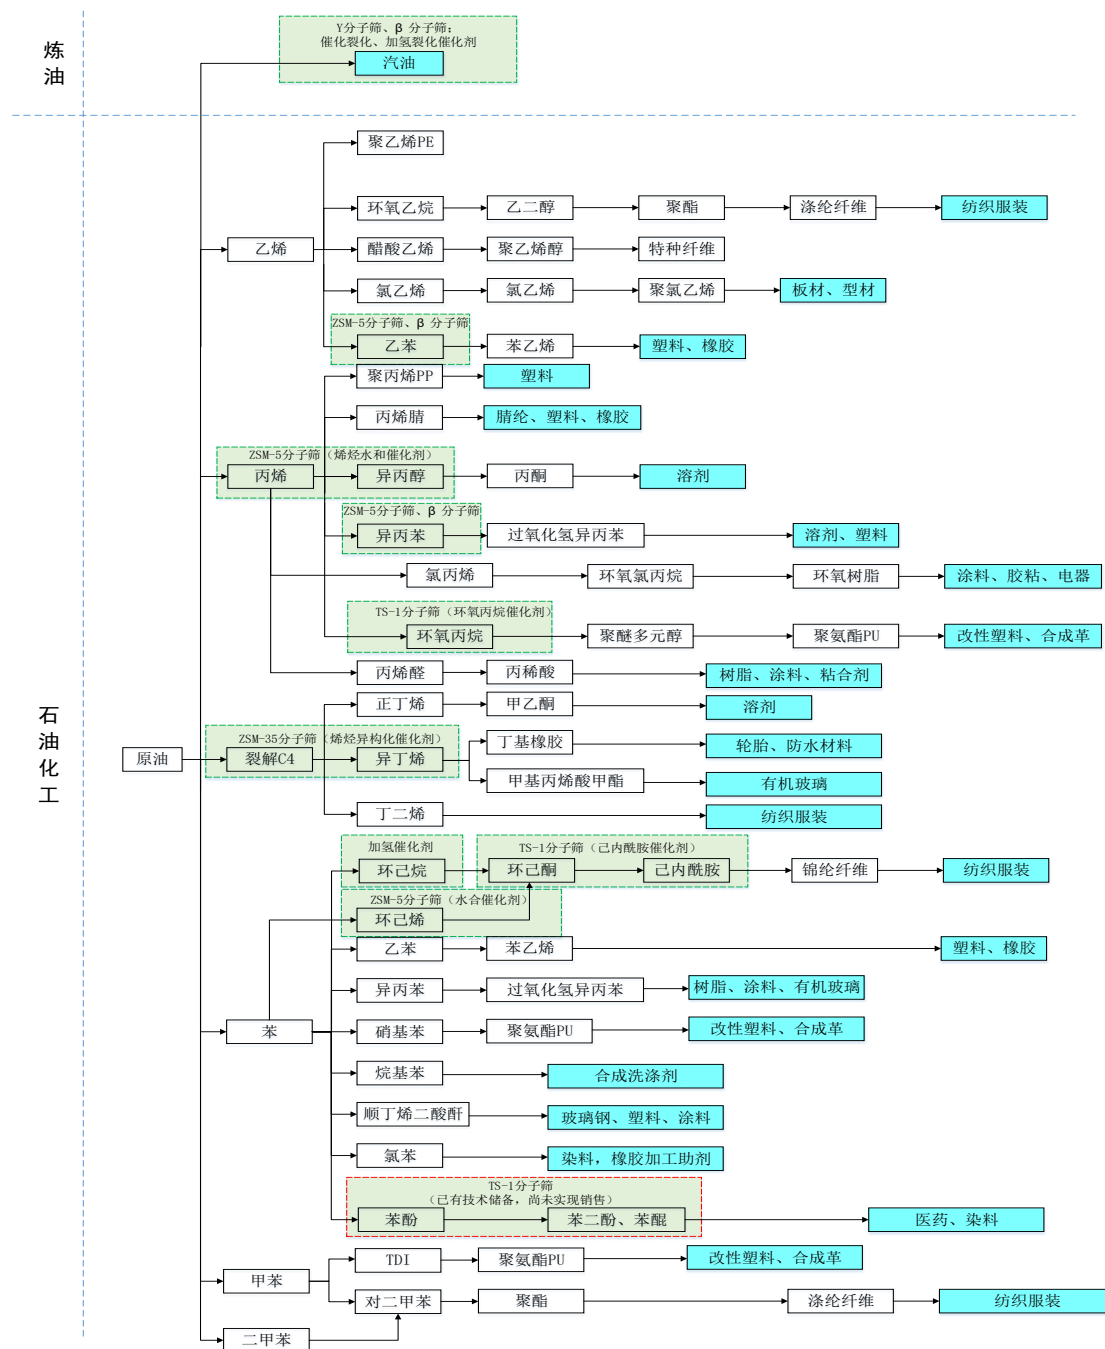 炼油
Y分子筛、β 分子筛：
催化裂化、加氢裂化催化剂
汽油
石油化工
原油
聚乙烯PE
环氧乙烷
乙二醇
聚酯
涤纶纤维
纺织服装
乙烯
醋酸乙烯
聚乙烯醇
特种纤维
氯乙烯
氯乙烯
聚氯乙烯
板材、型材
ZSM-5分子筛、β 分子筛
乙苯
苯乙烯
塑料、橡胶
聚丙烯PP
塑料
丙烯腈
腈纶、塑料、橡胶
ZSM-5分子筛（烯烃水和催化剂）
丙烯
异丙醇
丙酮
溶剂
ZSM-5分子筛、β 分子筛
异丙苯
过氧化氢异丙苯
溶剂、塑料
氯丙烯
环氧氯丙烷
环氧树脂
涂料、胶粘、电器
TS-1分子筛（环氧丙烷催化剂）
环氧丙烷
聚醚多元醇
聚氨酯PU
改性塑料、合成革
丙烯醛
丙稀酸
树脂、涂料、粘合剂
正丁烯
甲乙酮
溶剂
ZSM-35分子筛（烯烃异构化催化剂）
裂解C4
异丁烯
丁基橡胶
轮胎、防水材料
甲基丙烯酸甲酯
有机玻璃
丁二烯
纺织服装
加氢催化剂
环己烷
TS-1分子筛（己内酰胺催化剂）
环己酮
己内酰胺
锦纶纤维
纺织服装
ZSM-5分子筛（水合催化剂）
环己烯
乙苯
苯乙烯
塑料、橡胶
异丙苯
过氧化氢异丙苯
树脂、涂料、有机玻璃
苯
硝基苯
聚氨酯PU
改性塑料、合成革
烷基苯
合成洗涤剂
顺丁烯二酸酐
玻璃钢、塑料、涂料
氯苯
染料，橡胶加工助剂
TS-1分子筛
（已有技术储备，尚未实现销售）
苯酚
苯二酚、苯醌
医药、染料
TDI
聚氨酯PU
改性塑料、合成革
甲苯
对二甲苯
聚酯
涤纶纤维
纺织服装
二甲苯